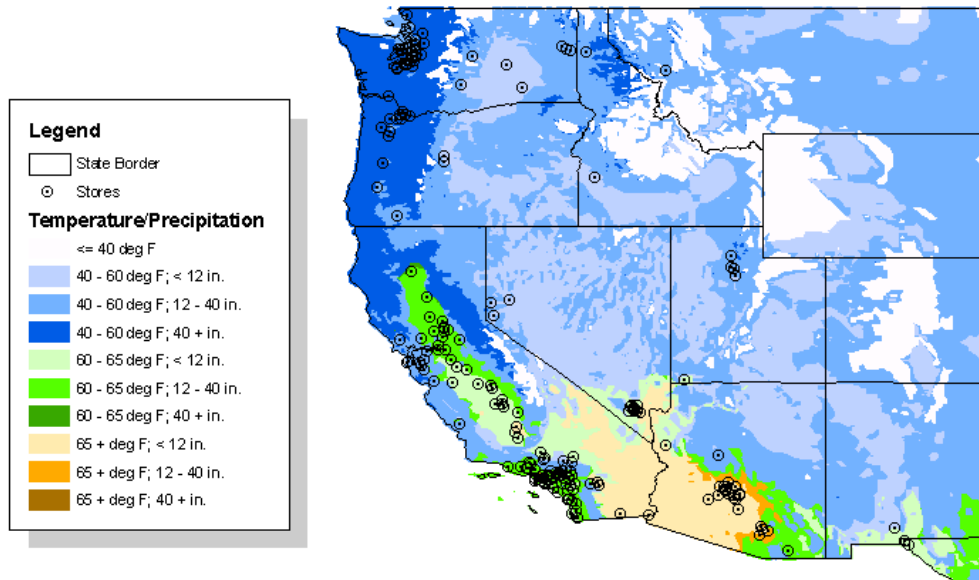 Legend
State Border
Stores
Temperature/Precipitation
<= 40 deg F
40 - 60 deg F; < 12 in.
40 - 60 deg F; 12 - 40 in.
40 - 60 deg F; 40 + in.
60 - 65 deg F; < 12 in.
60 - 65 deg F; 12 - 40 in.
60 - 65 deg F; 40 + in.
65 + deg F; < 12 in.
65 + deg F; 12 - 40 in.
65 + deg F; 40 + in.